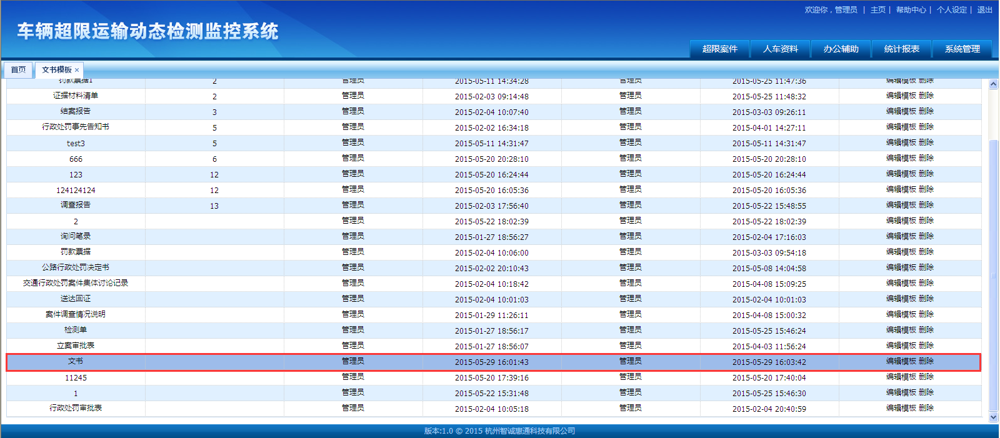 欢迎你，管理员 | 主页 | 帮助中心 | 个人设定 | 退出
车辆超限运输动态检测监控系统
超限案件 人车资料 办公辅助 统计报表 系统管理
首页 文书模板 ×
罚款票据1 2 管理员 2015-05-11 14:34:28 管理员 2015-05-25 11:47:36 编辑模板 删除
证据材料清单 2 管理员 2015-02-03 09:14:48 管理员 2015-05-25 11:48:32 编辑模板 删除
结案报告 3 管理员 2015-02-04 10:07:40 管理员 2015-03-03 09:26:11 编辑模板 删除
行政处罚事先告知书 5 管理员 2015-02-02 16:34:18 管理员 2015-04-01 14:27:11 编辑模板 删除
test3 5 管理员 2015-05-11 14:31:47 管理员 2015-05-11 14:31:47 编辑模板 删除
666 6 管理员 2015-05-20 20:28:10 管理员 2015-05-20 20:28:10 编辑模板 删除
123 12 管理员 2015-05-20 16:24:44 管理员 2015-05-20 16:24:44 编辑模板 删除
124124124 12 管理员 2015-05-20 16:05:36 管理员 2015-05-20 16:05:36 编辑模板 删除
调查报告 13 管理员 2015-02-03 17:56:40 管理员 2015-05-22 15:48:55 编辑模板 删除
2 管理员 2015-05-22 18:02:39 管理员 2015-05-22 18:02:39 编辑模板 删除
询问笔录 管理员 2015-01-27 18:56:27 管理员 2015-02-04 17:16:03 编辑模板 删除
罚款票据 管理员 2015-02-04 10:06:00 管理员 2015-03-03 09:54:18 编辑模板 删除
公路行政处罚决定书 管理员 2015-02-02 20:10:43 管理员 2015-05-08 14:04:58 编辑模板 删除
交通行政处罚案件集体讨论记录 管理员 2015-02-04 10:18:42 管理员 2015-04-08 15:09:25 编辑模板 删除
送达回证 管理员 2015-02-04 10:01:03 管理员 2015-02-04 10:01:03 编辑模板 删除
案件调查情况说明 管理员 2015-01-29 11:26:11 管理员 2015-04-08 15:00:32 编辑模板 删除
检测单 管理员 2015-01-27 18:56:17 管理员 2015-05-25 15:46:24 编辑模板 删除
立案审批表 管理员 2015-01-27 18:56:07 管理员 2015-04-03 11:56:24 编辑模板 删除
文书 管理员 2015-05-29 16:01:43 管理员 2015-05-29 16:03:42 编辑模板 删除
11245 管理员 2015-05-20 17:39:16 管理员 2015-05-20 17:40:04 编辑模板 删除
1 管理员 2015-05-22 15:31:48 管理员 2015-05-25 15:46:30 编辑模板 删除
行政处罚审批表 管理员 2015-02-04 10:05:18 管理员 2015-02-04 20:40:59 编辑模板 删除
版本:1.0 © 2015 杭州智诚惠通科技有限公司